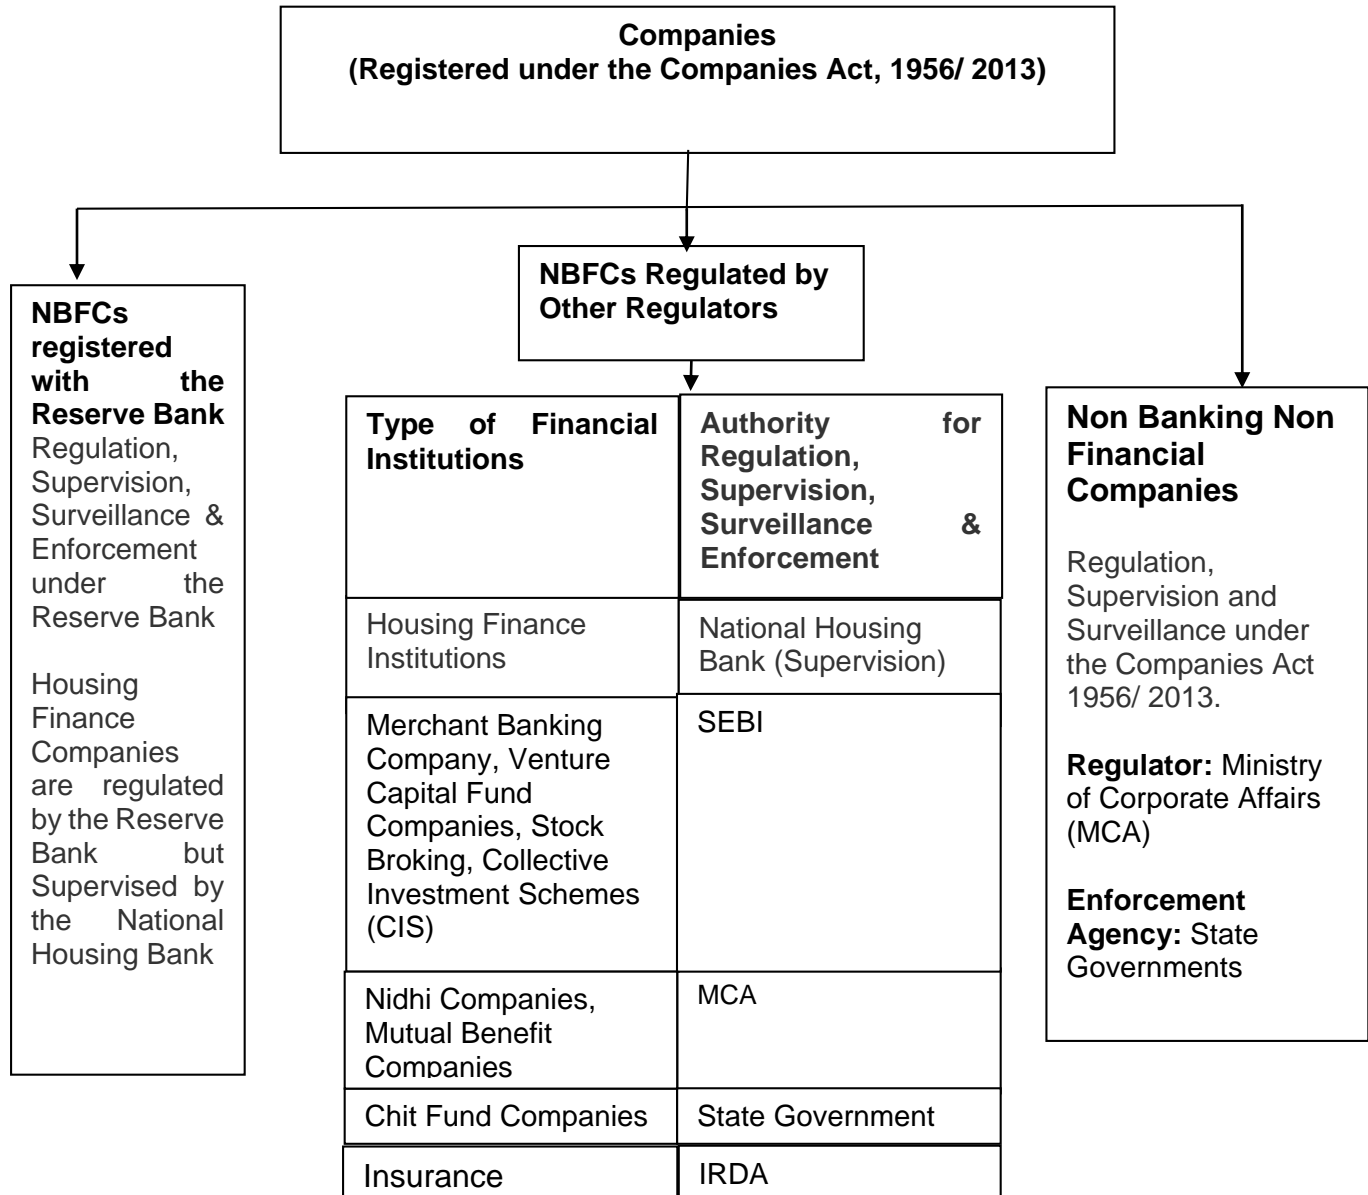 Companies
(Registered under the Companies Act, 1956/ 2013)
NBFCs
registered
with the
Reserve Bank
Regulation,
Supervision,
Surveillance &
Enforcement
under the
Reserve Bank
Housing
Finance
Companies
are regulated
by the Reserve
Bank but
Supervised by
the National
Housing Bank
NBFCs Regulated by
Other Regulators
Type of Financial
Institutions
Authority for
Regulation,
Supervision,
Surveillance &
Enforcement
Housing Finance
Institutions
National Housing
Bank (Supervision)
Merchant Banking
Company, Venture
Capital Fund
Companies, Stock
Broking, Collective
Investment Schemes
(CIS)
SEBI
Nidhi Companies,
Mutual Benefit
Companies
MCA
Chit Fund Companies
State Government
Insurance
IRDA
Non Banking Non
Financial
Companies
Regulation,
Supervision and
Surveillance under
the Companies Act
1956/ 2013.
Regulator: Ministry
of Corporate Affairs
(MCA)
Enforcement
Agency: State
Governments